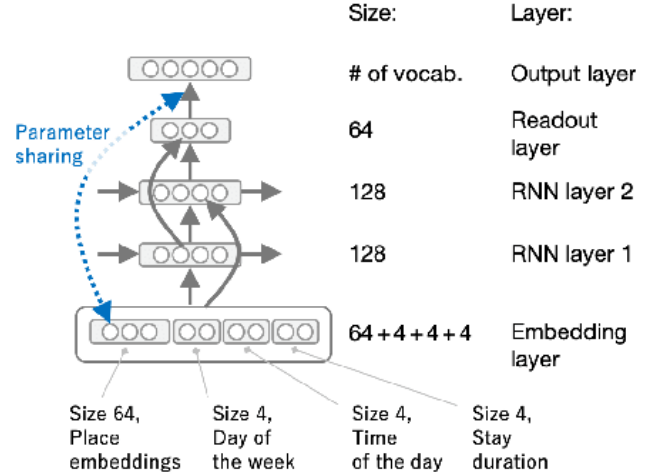 Size: Layer:
# of vocab. Output layer
Parameter
sharing
64 Readout
layer
128 RNN layer 2
128 RNN layer 1
64+4+4+4 Embedding
layer
Size 64,
Place
embeddings
Size 4,
Day of
the week
Size 4,
Time
of the day
Size 4,
Stay
duration